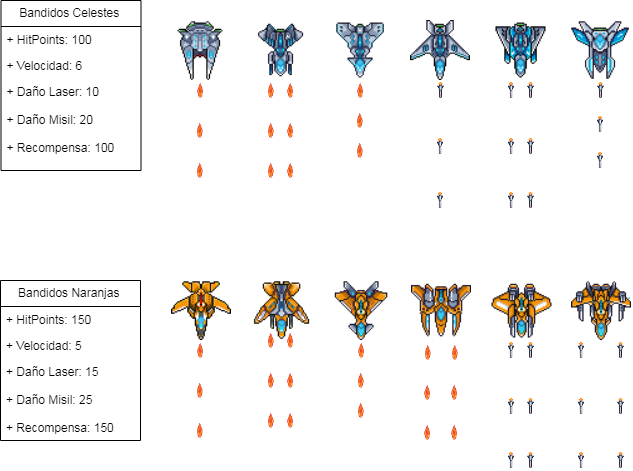 Bandidos Celestes
+ HitPoints: 100
+ Velocidad: 6
+ Daño Laser: 10
+ Daño Misil: 20
+ Recompensa: 100
Bandidos Naranjas
+ HitPoints: 150
+ Velocidad: 5
+ Daño Laser: 15
+ Daño Misil: 25
+ Recompensa: 150